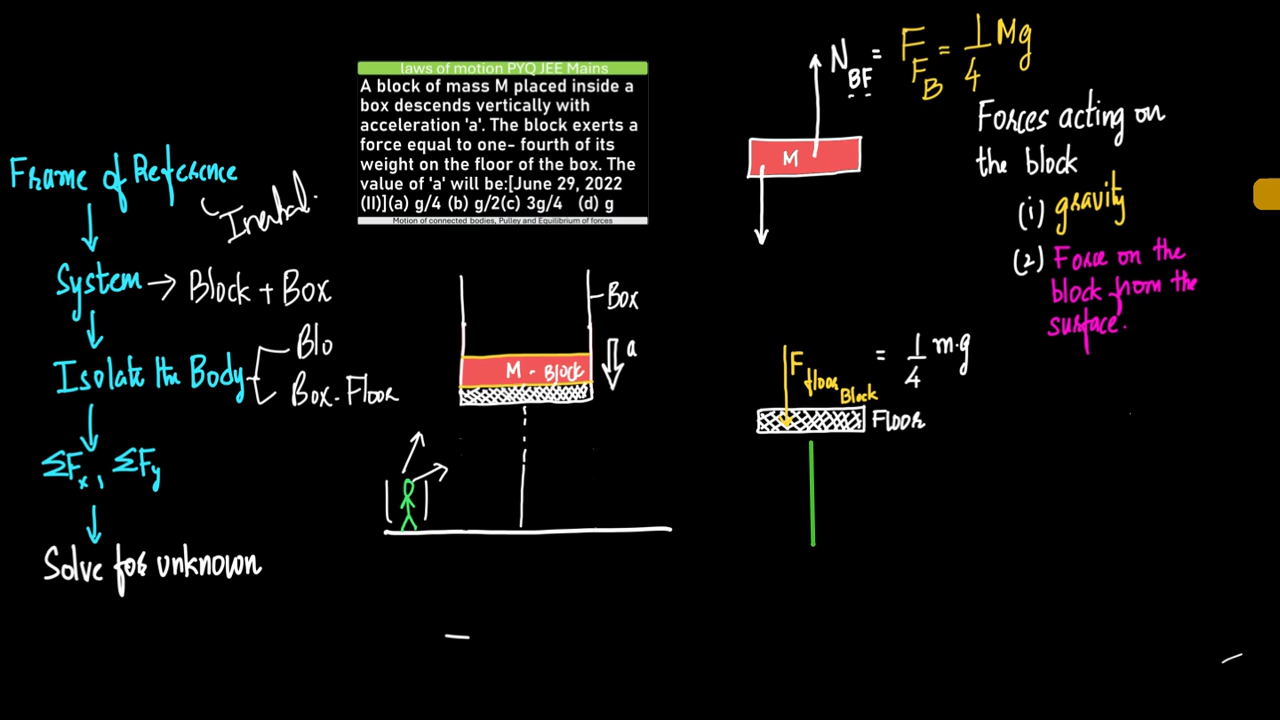 laws of motion PYQ JEE Mains
A block of mass M placed inside a
box descends vertically with
acceleration 'a'. The block exerts a
force equal to one- fourth of its
weight on the floor of the box. The
value of 'a' will be:[June 29, 2022
(II)](a) g/4 (b) g/2(c) 3g/4 (d) g
Motion of connected bodies, Pulley and Equilibrium of forces
Frame of Reference
Inertial.
System → Block + Box
Isolate the Body
Blo
Box - Floor
ΣFx, ΣFy
Solve for unknown
Box
a
M - Block
N BF = F FB = 1/4 Mg
M
Forces acting on
the block
(i) gravity
(2) Force on the
block from the
surface.
F floor Block = 1/4 m.g
Floor